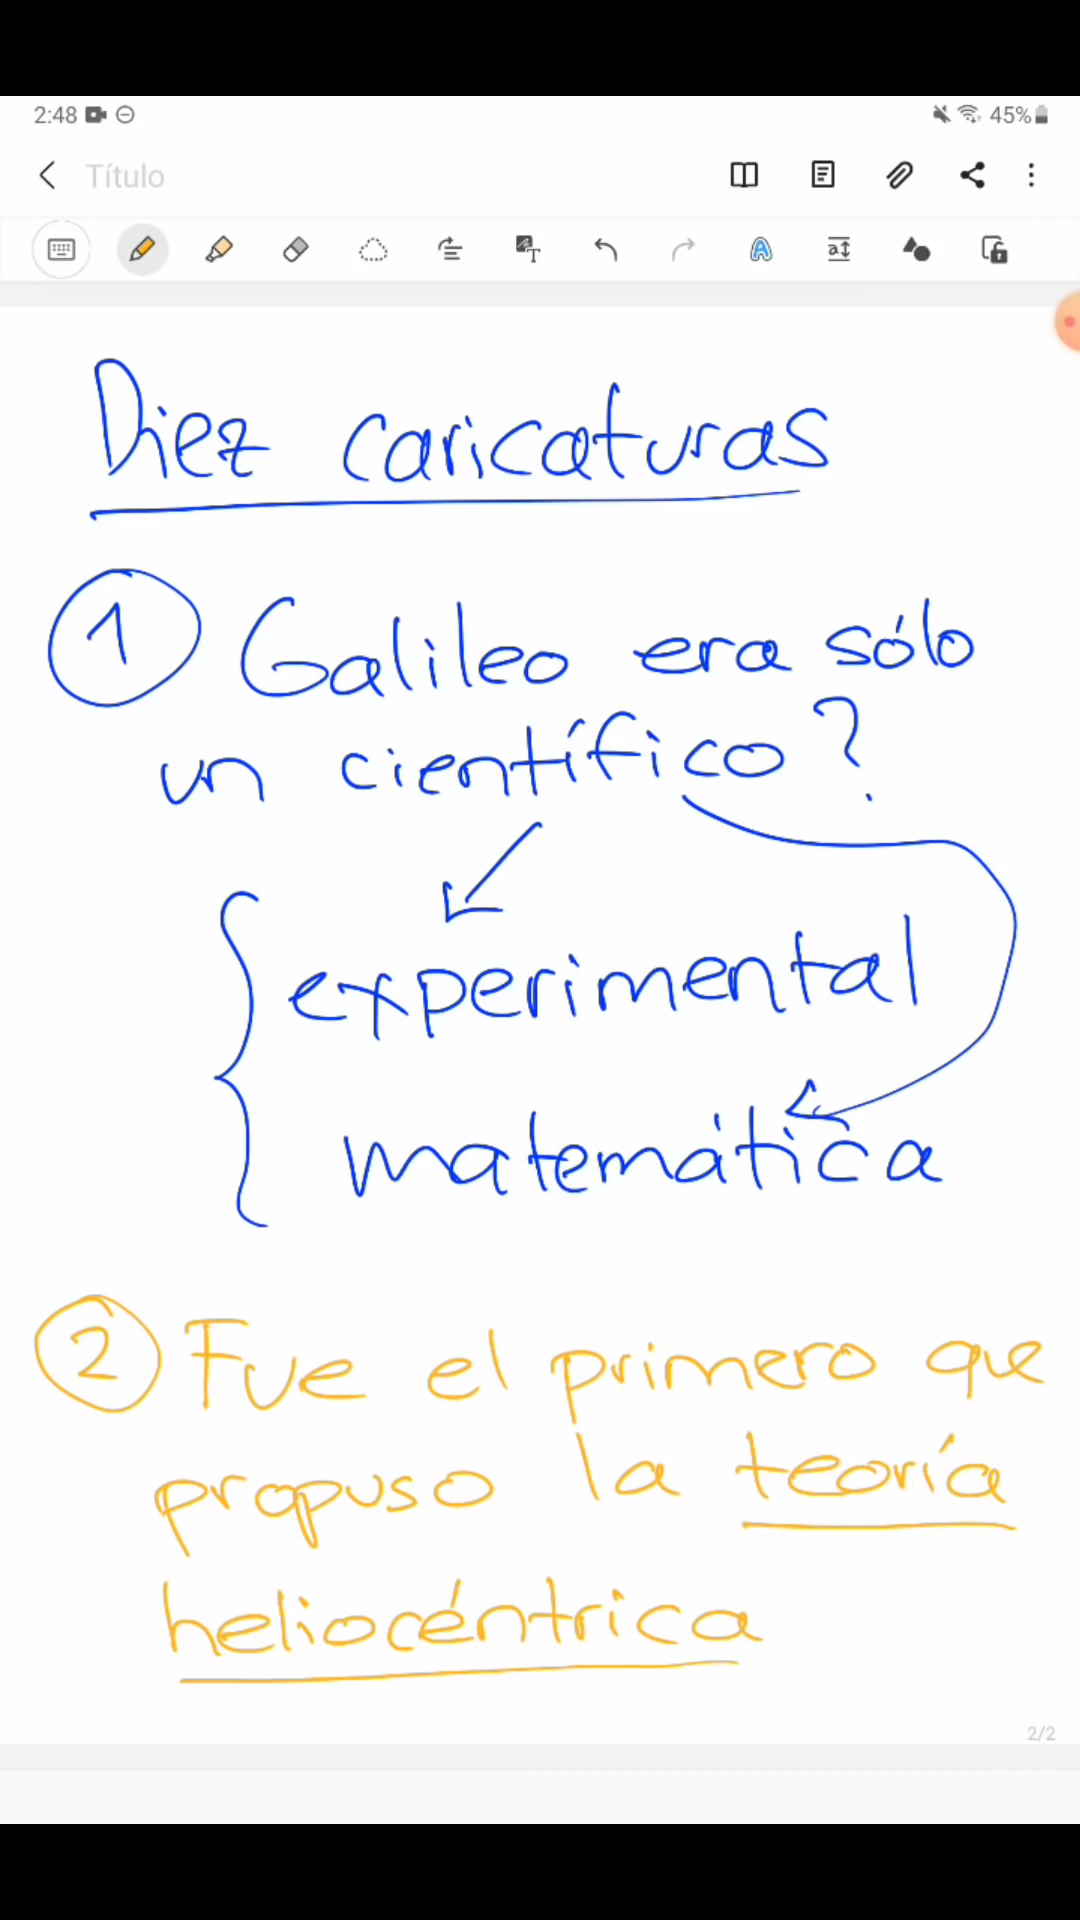 2:48 45%
Título
Diez caricaturas
1 Galileo era sólo
un científico?
experimental
matemática
2 Fue el primero que
propuso la teoría
heliocéntrica
2/2